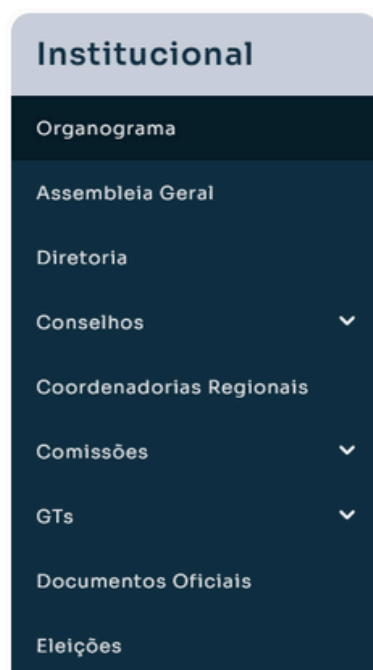 Institucional
Organograma
Assembleia Geral
Diretoria
Conselhos
Coordenadorias Regionais
Comissões
GTs
Documentos Oficiais
Eleições